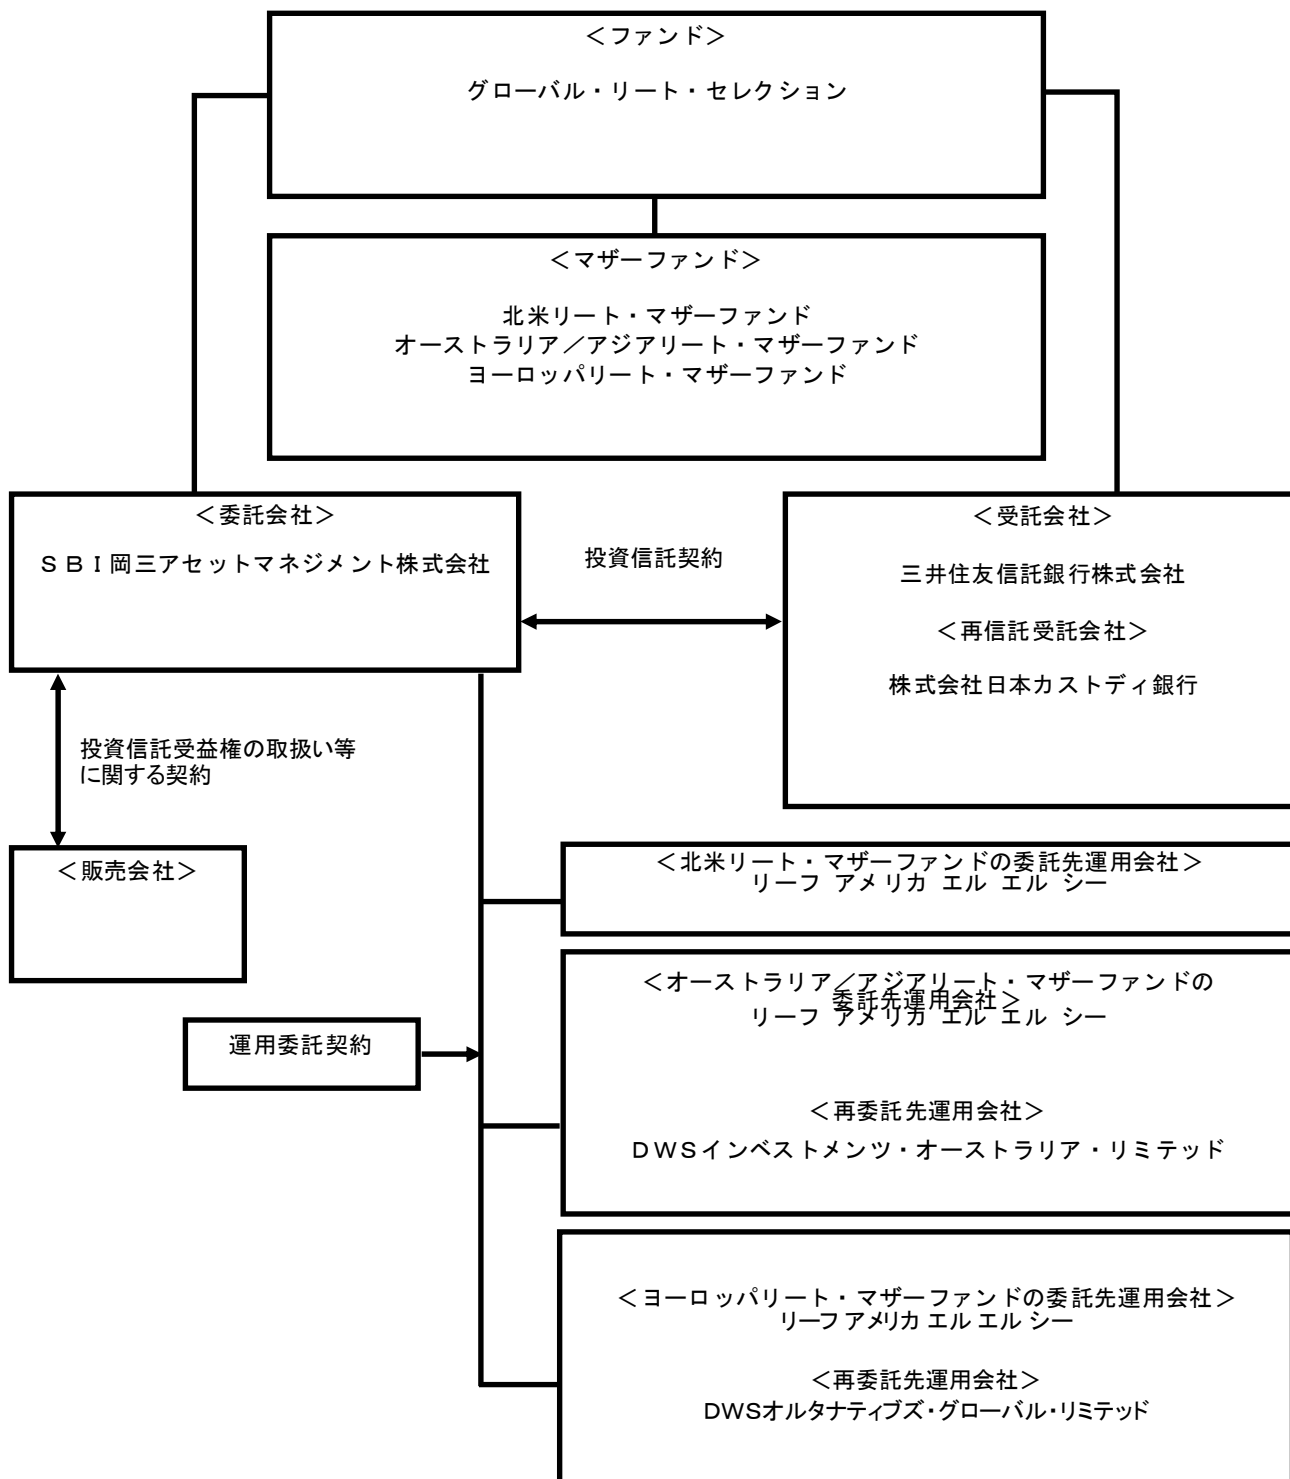 ＜ファンド＞
グローバル・リート・セレクション
＜マザーファンド＞
北米リート・マザーファンド
オーストラリア／アジアリート・マザーファンド
ヨーロッパリート・マザーファンド
＜委託会社＞
ＳＢＩ岡三アセットマネジメント株式会社
投資信託契約
＜受託会社＞
三井住友信託銀行株式会社
＜再信託受託会社＞
株式会社日本カストディ銀行
投資信託受益権の取扱い等
に関する契約
＜販売会社＞
＜北米リート・マザーファンドの委託先運用会社＞
リーフ アメリカ エル エル シー
＜オーストラリア／アジアリート・マザーファンドの
委託先運用会社＞
リーフ アメリカ エル エル シー
運用委託契約
＜再委託先運用会社＞
ＤＷＳインベストメンツ・オーストラリア・リミテッド
＜ヨーロッパリート・マザーファンドの委託先運用会社＞
リーフ アメリカ エル エル シー
＜再委託先運用会社＞
DWSオルタナティブズ・グローバル・リミテッド